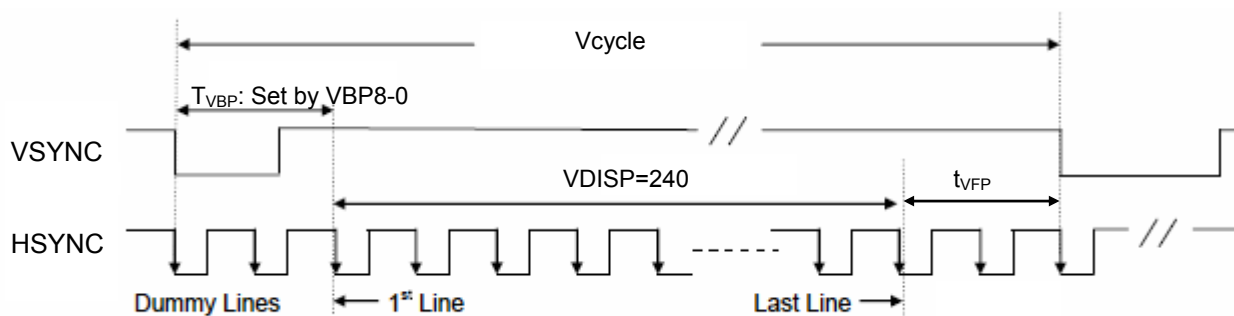 Vcycle
TVBP: Set by VBP8-0
VSYNC
VDISP=240
tVFP
HSYNC
Dummy Lines
1st Line
Last Line